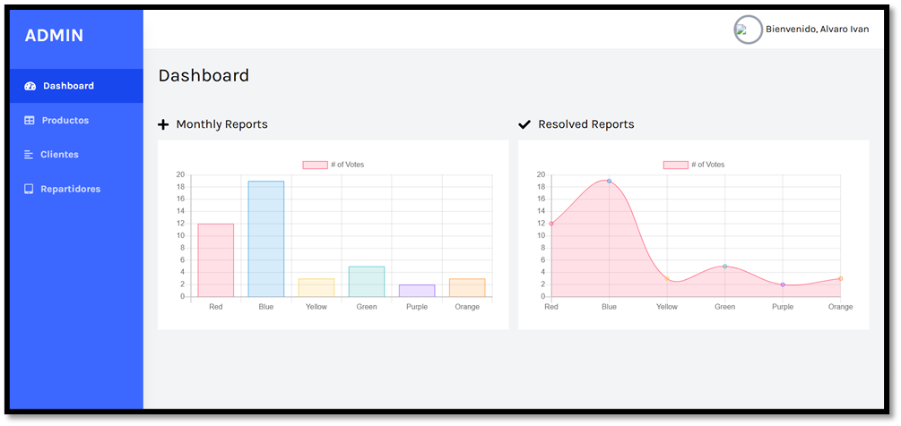 ADMIN
Bienvenido, Alvaro Ivan
Dashboard
Productos
Clientes
Repartidores
Dashboard
Monthly Reports
# of Votes
20
18
16
14
12
10
8
6
4
2
0
Red Blue Yellow Green Purple Orange
Resolved Reports
# of Votes
20
18
16
14
12
10
8
6
4
2
0
Red Blue Yellow Green Purple Orange